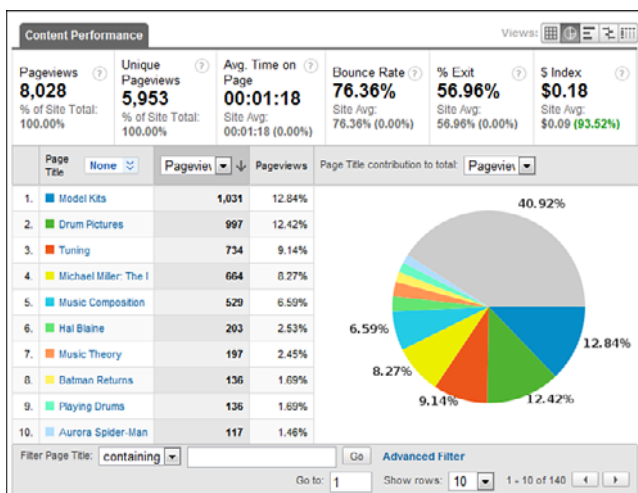 Content Performance
Views:
Pageviews ?
8,028
% of Site Total:
100.00%
Unique Pageviews ?
5,953
% of Site Total:
100.00%
Avg. Time on Page ?
00:01:18
Site Avg:
00:01:18 (0.00%)
Bounce Rate ?
76.36%
Site Avg:
76.36% (0.00%)
% Exit ?
56.96%
Site Avg:
56.96% (0.00%)
$ Index ?
$0.18
Site Avg:
$0.09 (93.52%)
Page Title None Pageviev Pageviews Page Title contribution to total: Pageviev
1. Model Kits 1,031 12.84%
2. Drum Pictures 997 12.42%
3. Tuning 734 9.14%
4. Michael Miller: The I 664 8.27%
5. Music Composition 529 6.59%
6. Hal Blaine 203 2.53%
7. Music Theory 197 2.45%
8. Batman Returns 136 1.69%
9. Playing Drums 136 1.69%
10. Aurora Spider-Man 117 1.46%
40.92%
6.59%
12.84%
8.27%
9.14%
12.42%
Filter Page Title: containing Go Advanced Filter
Go to: 1 Show rows: 10 1 - 10 of 140